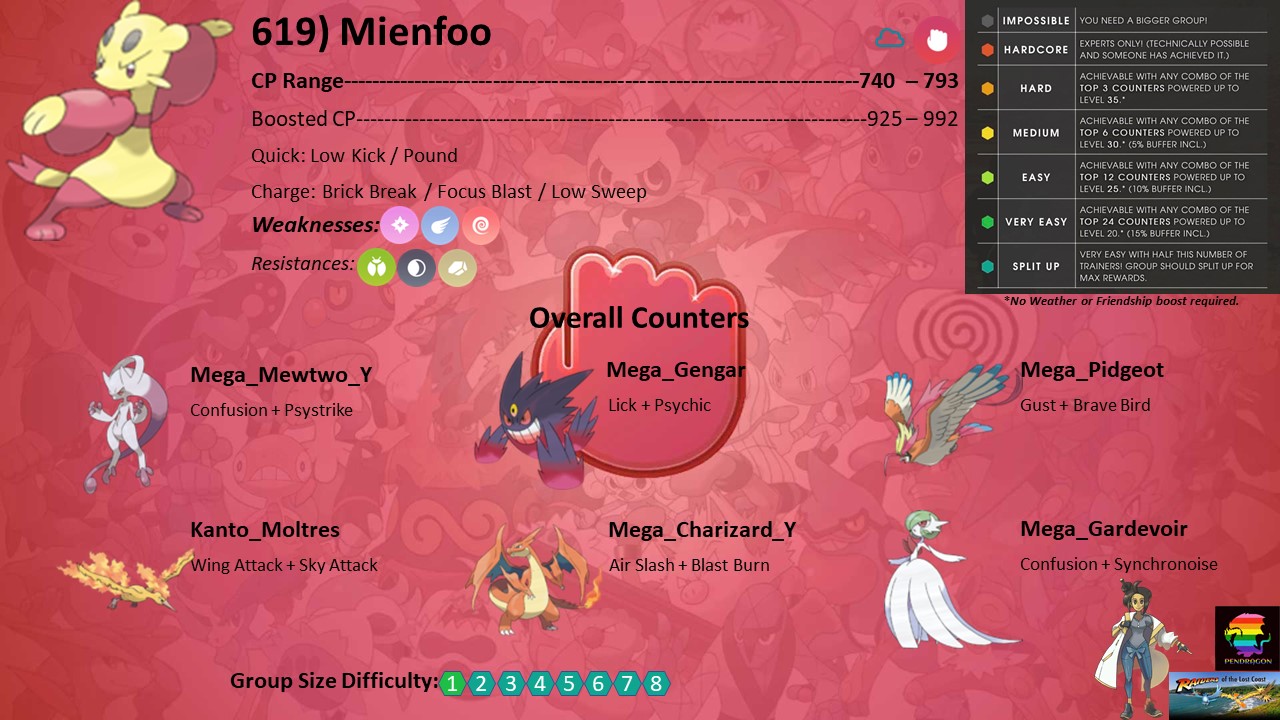 619) Mienfoo
CP Range------------------------------------------------------------------------740 – 793
Boosted CP------------------------------------------------------------------------925 – 992
Quick: Low Kick / Pound
Charge: Brick Break / Focus Blast / Low Sweep
Weaknesses:
Resistances:
IMPOSSIBLE YOU NEED A BIGGER GROUP!
HARDCORE EXPERTS ONLY! (TECHNICALLY POSSIBLE
AND SOMEONE HAS ACHIEVED IT.)
HARD ACHIEVABLE WITH ANY COMBO OF THE
TOP 3 COUNTERS POWERED UP TO
LEVEL 35.*
MEDIUM ACHIEVABLE WITH ANY COMBO OF THE
TOP 6 COUNTERS POWERED UP TO
LEVEL 30.* (5% BUFFER INCL.)
EASY ACHIEVABLE WITH ANY COMBO OF THE
TOP 12 COUNTERS POWERED UP TO
LEVEL 25.* (10% BUFFER INCL.)
VERY EASY ACHIEVABLE WITH ANY COMBO OF THE
TOP 24 COUNTERS POWERED UP TO
LEVEL 20.* (15% BUFFER INCL.)
SPLIT UP VERY EASY WITH HALF THIS NUMBER OF
TRAINERS! GROUP SHOULD SPLIT UP FOR
MAX REWARDS.
*No Weather or Friendship boost required.
Overall Counters
Mega_Mewtwo_Y
Confusion + Psystrike
Mega_Gengar
Lick + Psychic
Mega_Pidgeot
Gust + Brave Bird
Kanto_Moltres
Wing Attack + Sky Attack
Mega_Charizard_Y
Air Slash + Blast Burn
Mega_Gardevoir
Confusion + Synchronoise
Group Size Difficulty: 1 2 3 4 5 6 7 8
PENDRAGON
RAIDERS of the Lost Coast